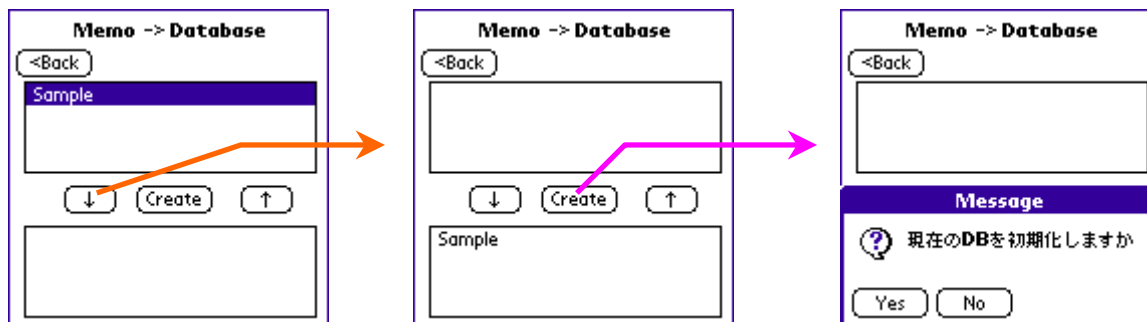 Memo -> Database
<Back
Sample
↓ Create ↑
Memo -> Database
<Back
↓ Create ↑
Sample
Memo -> Database
<Back
Message
現在のDBを初期化しますか
Yes No